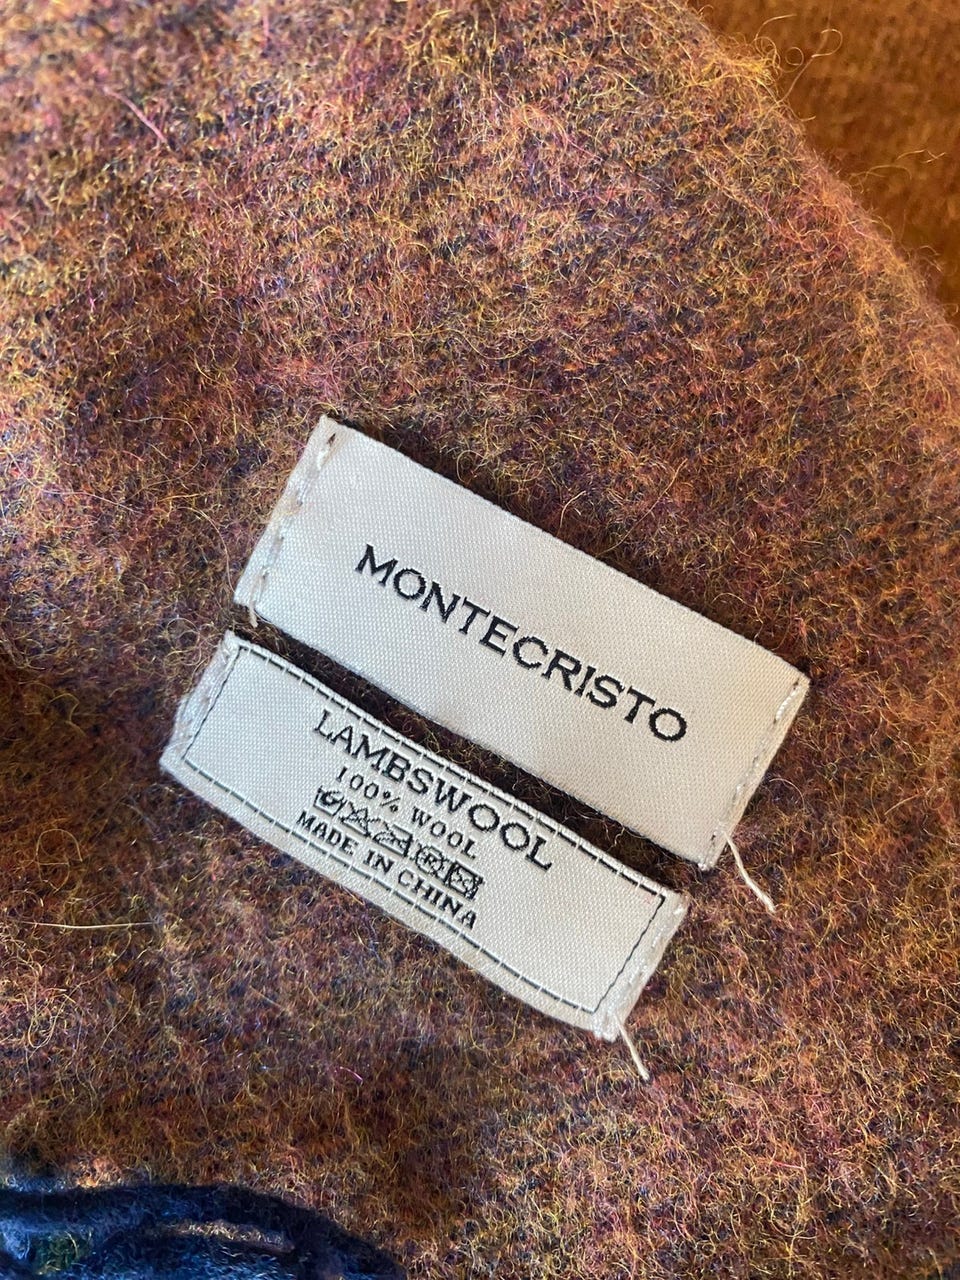 MONTECRISTO
LAMBSWOOL
100% WOOL
MADE IN CHINA